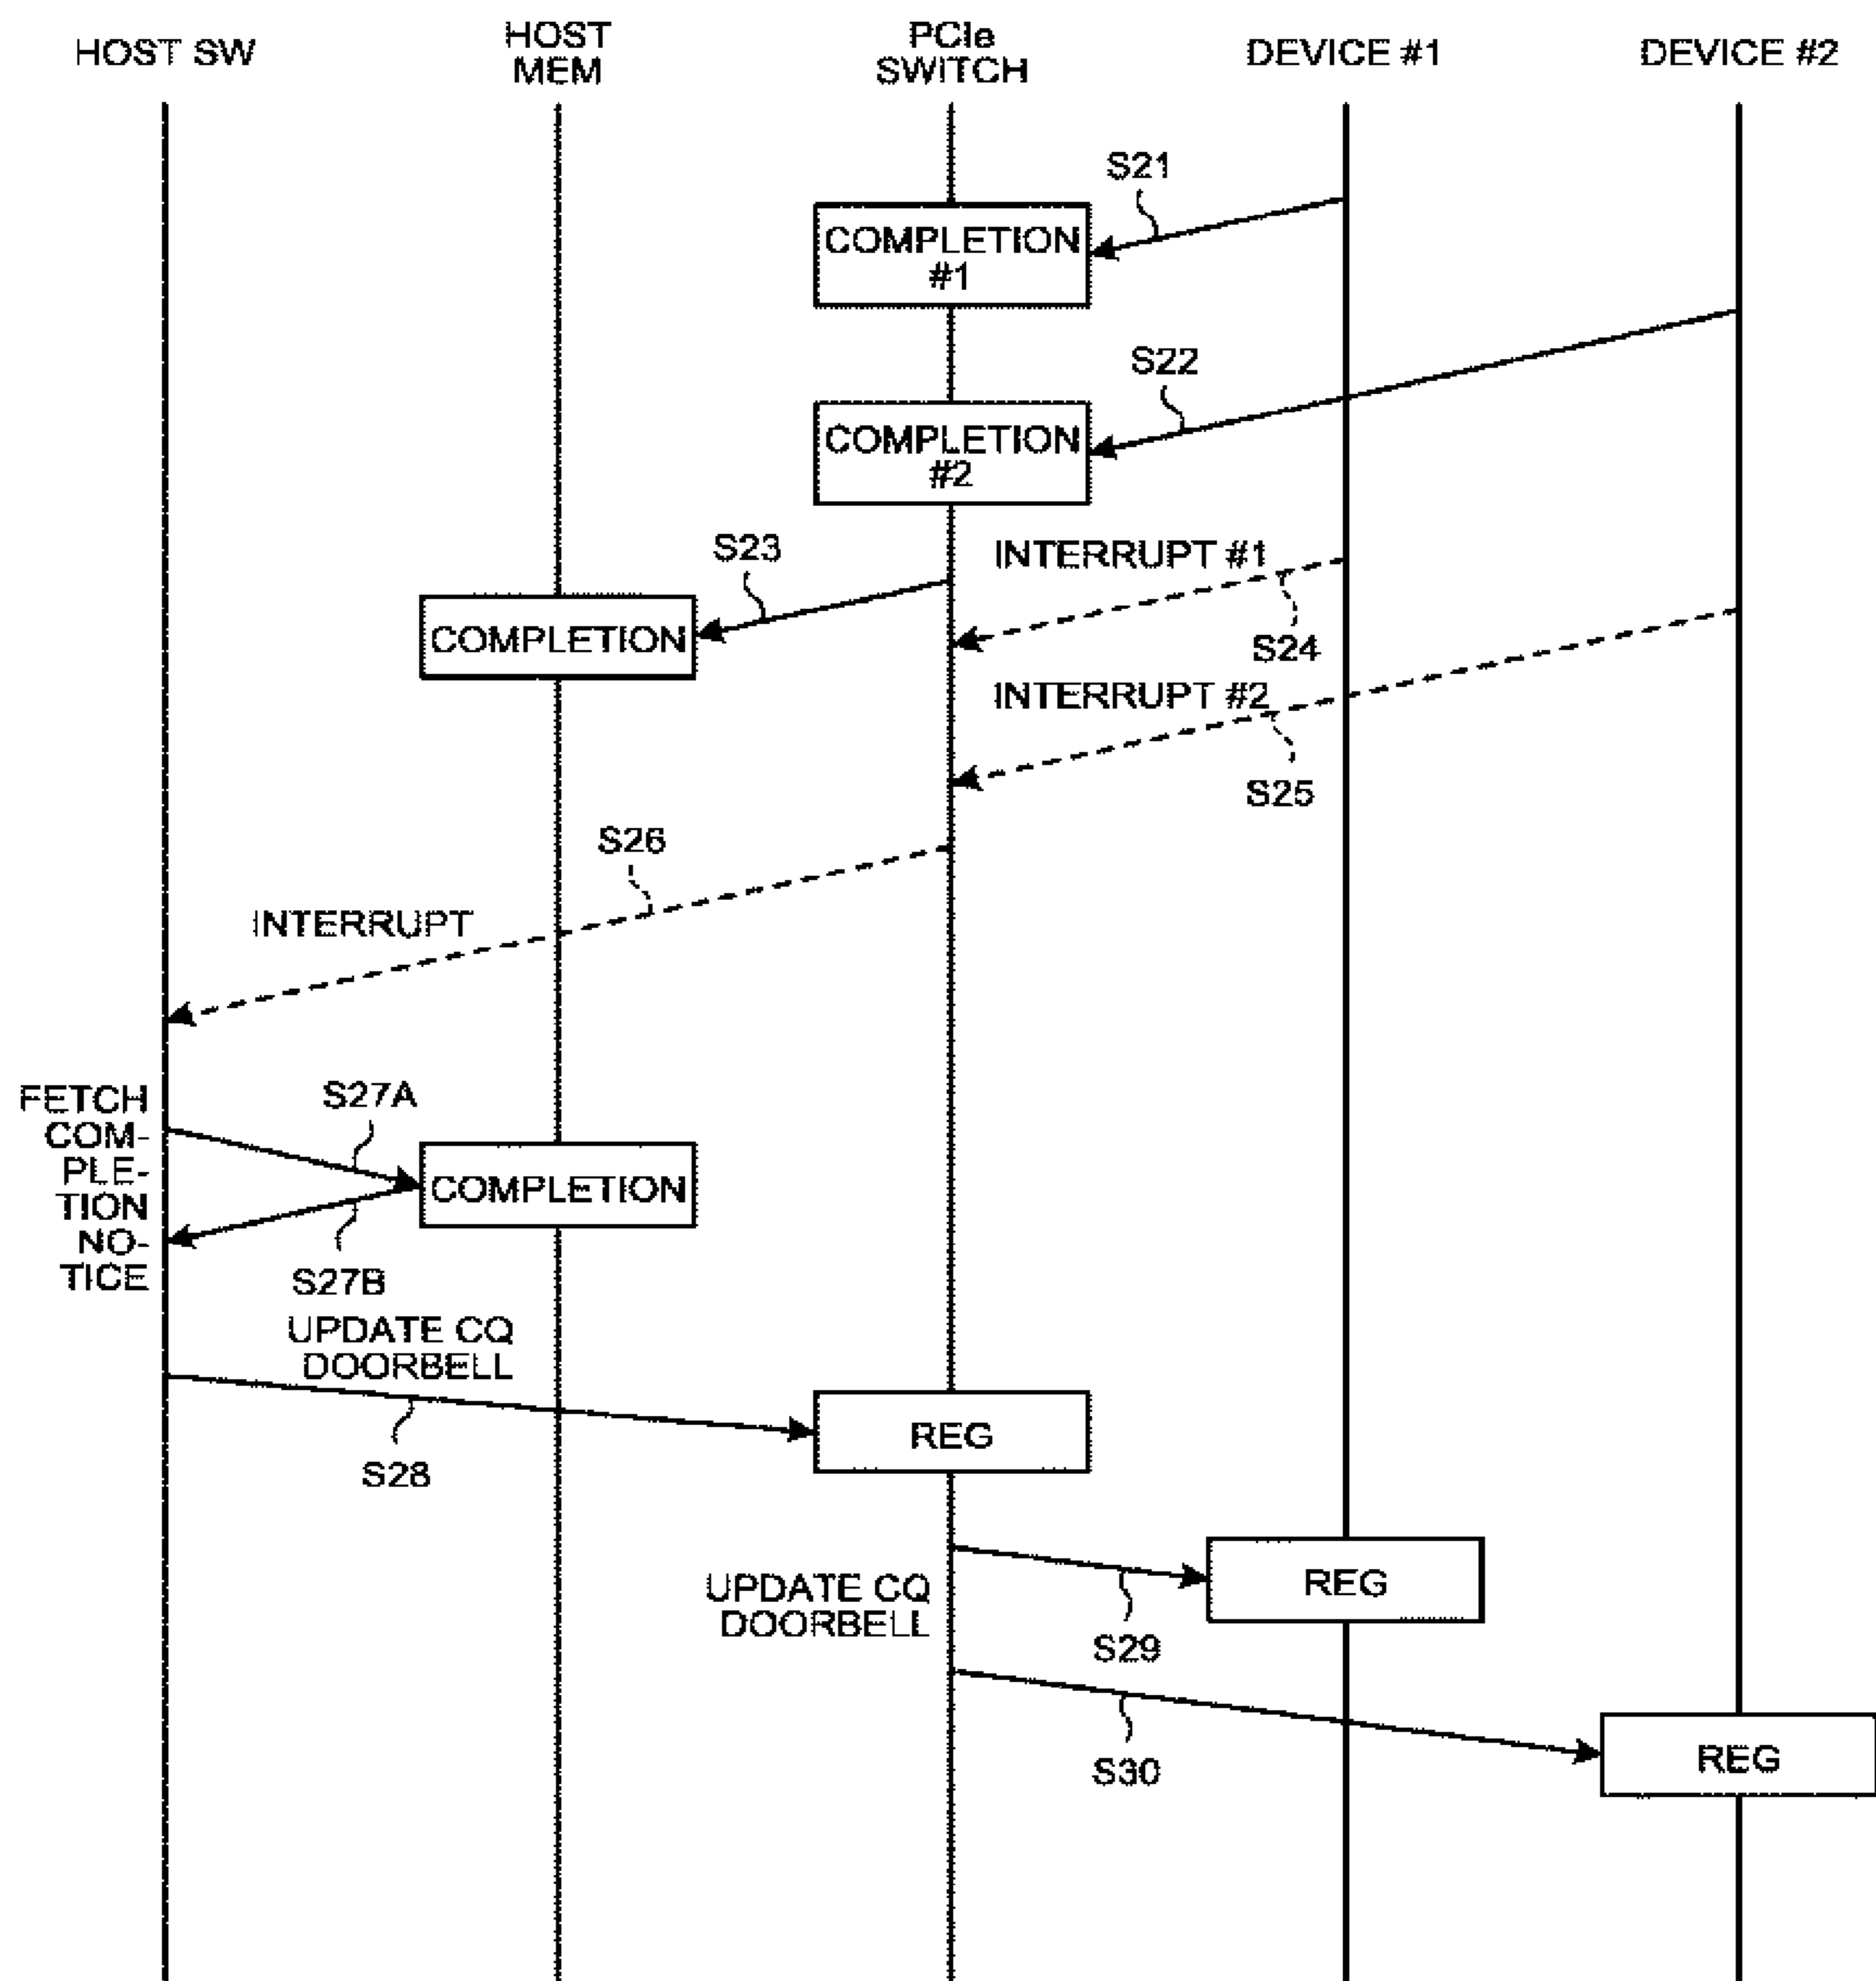 HOST SW
HOST
MEM
PCIe
SWITCH
DEVICE #1
DEVICE #2
S21
COMPLETION
#1
S22
COMPLETION
#2
S23
INTERRUPT #1
COMPLETION
S24
INTERRUPT #2
S25
S26
INTERRUPT
FETCH
COM-
PLE-
TION
NO-
TICE
S27A
COMPLETION
S27B
UPDATE CQ
DOORBELL
S28
REG
UPDATE CQ
DOORBELL
REG
S29
S30
REG